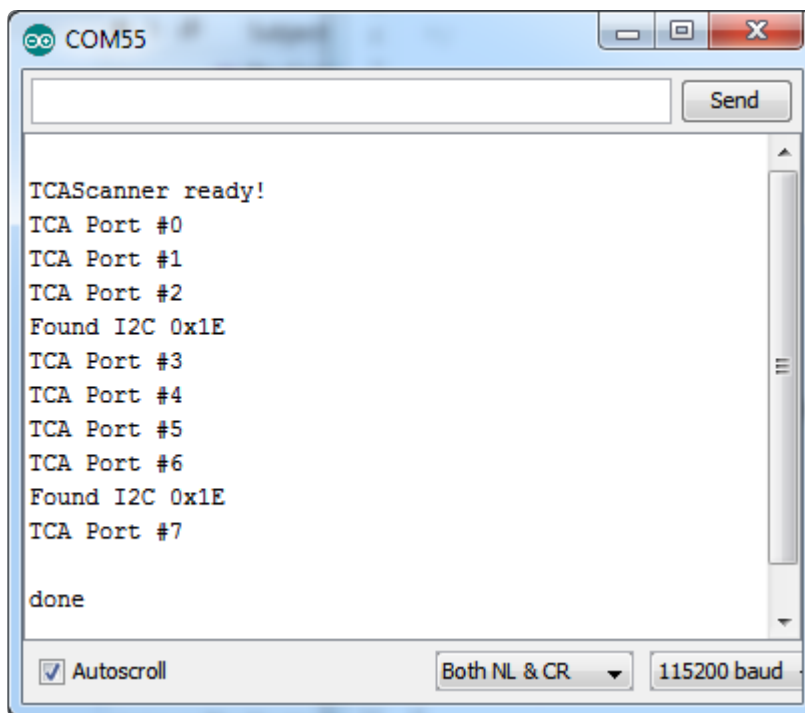 COM55
Send
TCAScanner ready!
TCA Port #0
TCA Port #1
TCA Port #2
Found I2C 0x1E
TCA Port #3
TCA Port #4
TCA Port #5
TCA Port #6
Found I2C 0x1E
TCA Port #7
done
Autoscroll Both NL & CR 115200 baud